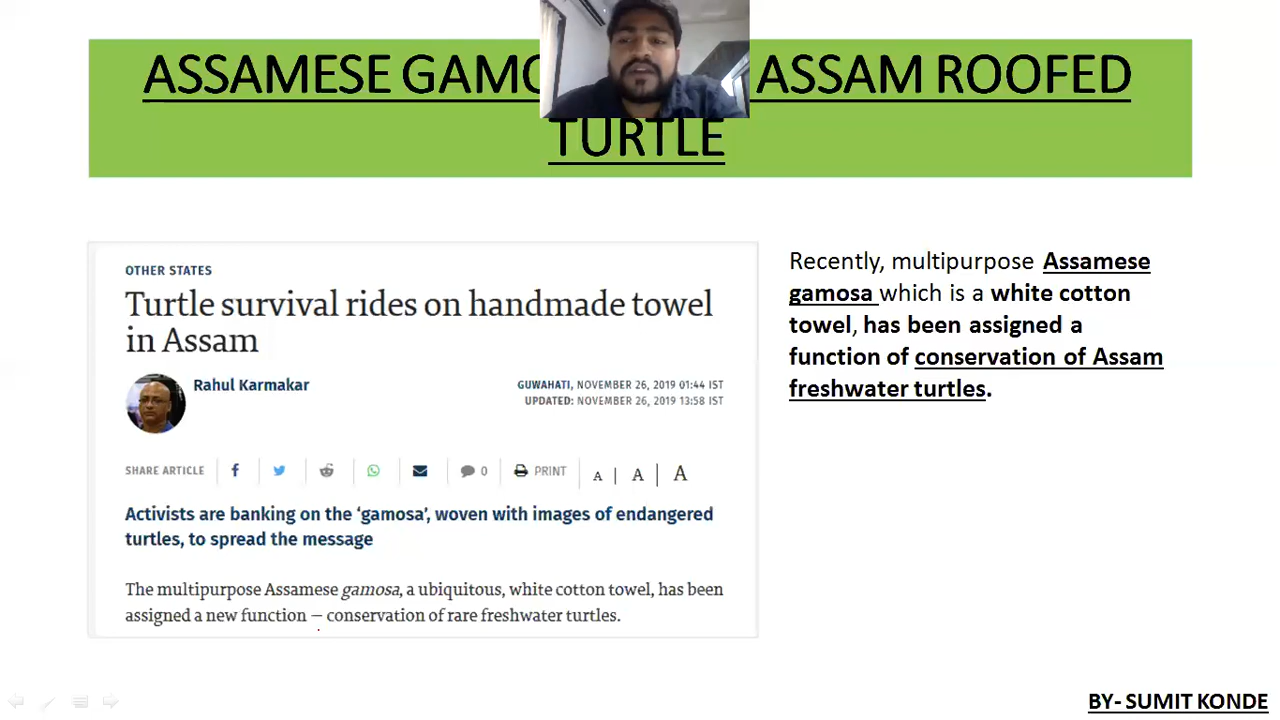 ASSAMESE GAMO ASSAM ROOFED
TURTLE
OTHER STATES
Turtle survival rides on handmade towel
in Assam
Rahul Karmakar
GUWAHATI, NOVEMBER 26, 2019 01:44 IST
UPDATED: NOVEMBER 26, 2019 13:58 IST
SHARE ARTICLE
0
PRINT
A | A | A
Activists are banking on the ‘gamosa’, woven with images of endangered
turtles, to spread the message
The multipurpose Assamese gamosa, a ubiquitous, white cotton towel, has been
assigned a new function – conservation of rare freshwater turtles.
Recently, multipurpose Assamese
gamosa which is a white cotton
towel, has been assigned a
function of conservation of Assam
freshwater turtles.
BY- SUMIT KONDE